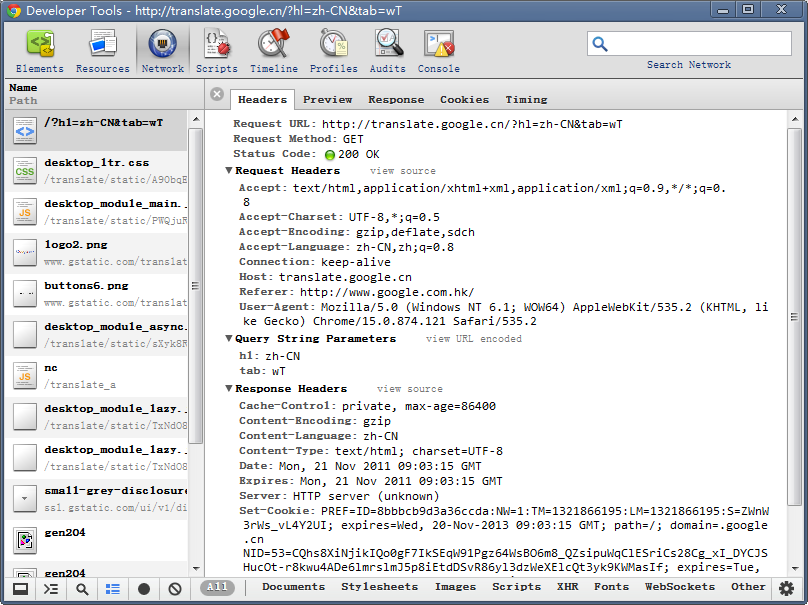 Developer Tools - http://translate.google.cn/?hl=zh-CN&tab=wT
Elements Resources Network Scripts Timeline Profiles Audits Console
Search Network
Name
Path
Headers Preview Response Cookies Timing
/?hl=zh-CN&tab=wT
desktop_ltr.css
/translate/static/A90bqE
desktop_module_main.
/translate/static/PWQjuR
logo2.png
www.gstatic.com/translat
buttons6.png
www.gstatic.com/translat
desktop_module_async.
/translate/static/sXyk8R
nc
/translate_a
desktop_module_lazy.
/translate/static/TxNdO8
desktop_module_lazy.
/translate/static/TxNdO8
small-grey-disclosure
ssl.gstatic.com/ui/v1/di
gen204
gen204
Request URL: http://translate.google.cn/?hl=zh-CN&tab=wT
Request Method: GET
Status Code: 200 OK
Request Headers view source
Accept: text/html,application/xhtml+xml,application/xml;q=0.9,*/*;q=0.
8
Accept-Charset: UTF-8,*;q=0.5
Accept-Encoding: gzip,deflate,sdch
Accept-Language: zh-CN,zh;q=0.8
Connection: keep-alive
Host: translate.google.cn
Referer: http://www.google.com.hk/
User-Agent: Mozilla/5.0 (Windows NT 6.1; WOW64) AppleWebKit/535.2 (KHTML, li
ke Gecko) Chrome/15.0.874.121 Safari/535.2
Query String Parameters view URL encoded
hl: zh-CN
tab: wT
Response Headers view source
Cache-Control: private, max-age=86400
Content-Encoding: gzip
Content-Language: zh-CN
Content-Type: text/html; charset=UTF-8
Date: Mon, 21 Nov 2011 09:03:15 GMT
Expires: Mon, 21 Nov 2011 09:03:15 GMT
Server: HTTP server (unknown)
Set-Cookie: PREF=ID=8bbbcb9d3a36ccda:NW=1:TM=1321866195:LM=1321866195:S=ZWnW
3rWs_vL4Y2UI; expires=Wed, 20-Nov-2013 09:03:15 GMT; path=/; domain=.google
.cn
NID=53=CQhs8XiNjkIQo0gF7IkSEqW91Pgz64WsBO6m8_QZsipuWqClESriCs28Cg_xI_DYCJS
HucOt-r8kwu4ADe6lmrslmJ5p8iEtdDSvR86yl3dzWeXElcQt3yk9KWMasIf; expires=Tue,
All Documents Stylesheets Images Scripts XHR Fonts WebSockets Other